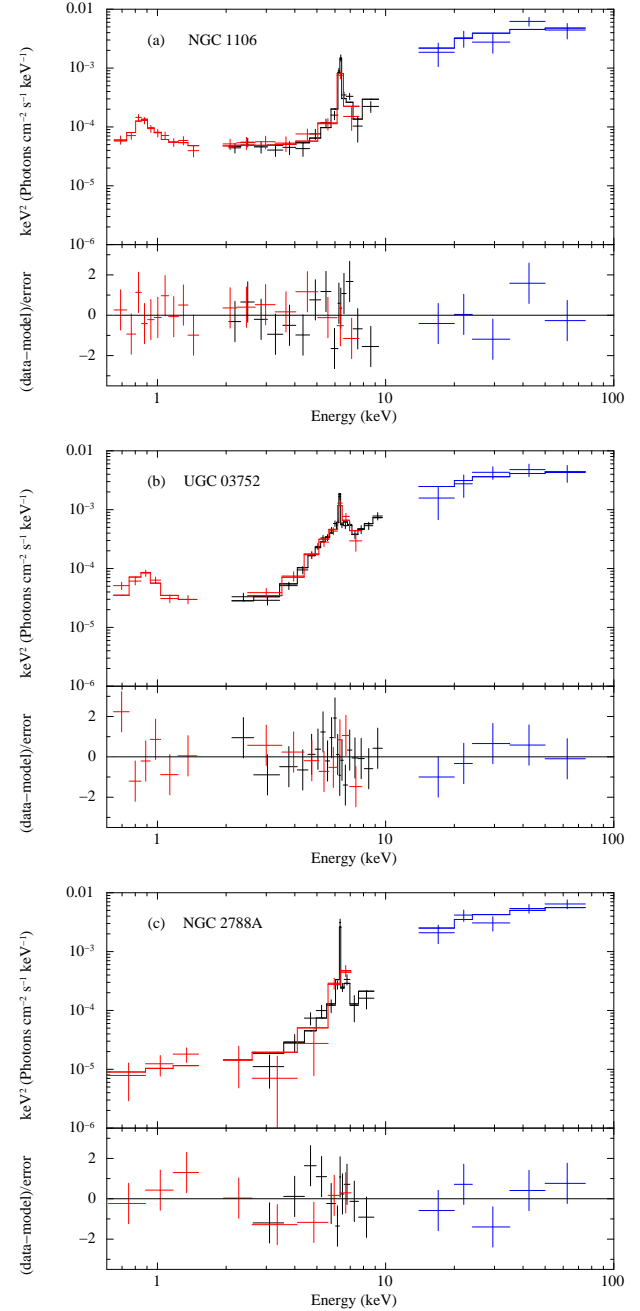 0.01
(a) NGC 1106
10⁻³
10⁻⁴
10⁻⁵
10⁻⁶
keV² (Photons cm⁻² s⁻¹ keV⁻¹)
2
0
−2
(data−model)/error
1 10 100
Energy (keV)
0.01
(b) UGC 03752
10⁻³
10⁻⁴
10⁻⁵
10⁻⁶
keV² (Photons cm⁻² s⁻¹ keV⁻¹)
2
0
−2
(data−model)/error
1 10 100
Energy (keV)
0.01
(c) NGC 2788A
10⁻³
10⁻⁴
10⁻⁵
10⁻⁶
keV² (Photons cm⁻² s⁻¹ keV⁻¹)
2
0
−2
(data−model)/error
1 10 100
Energy (keV)